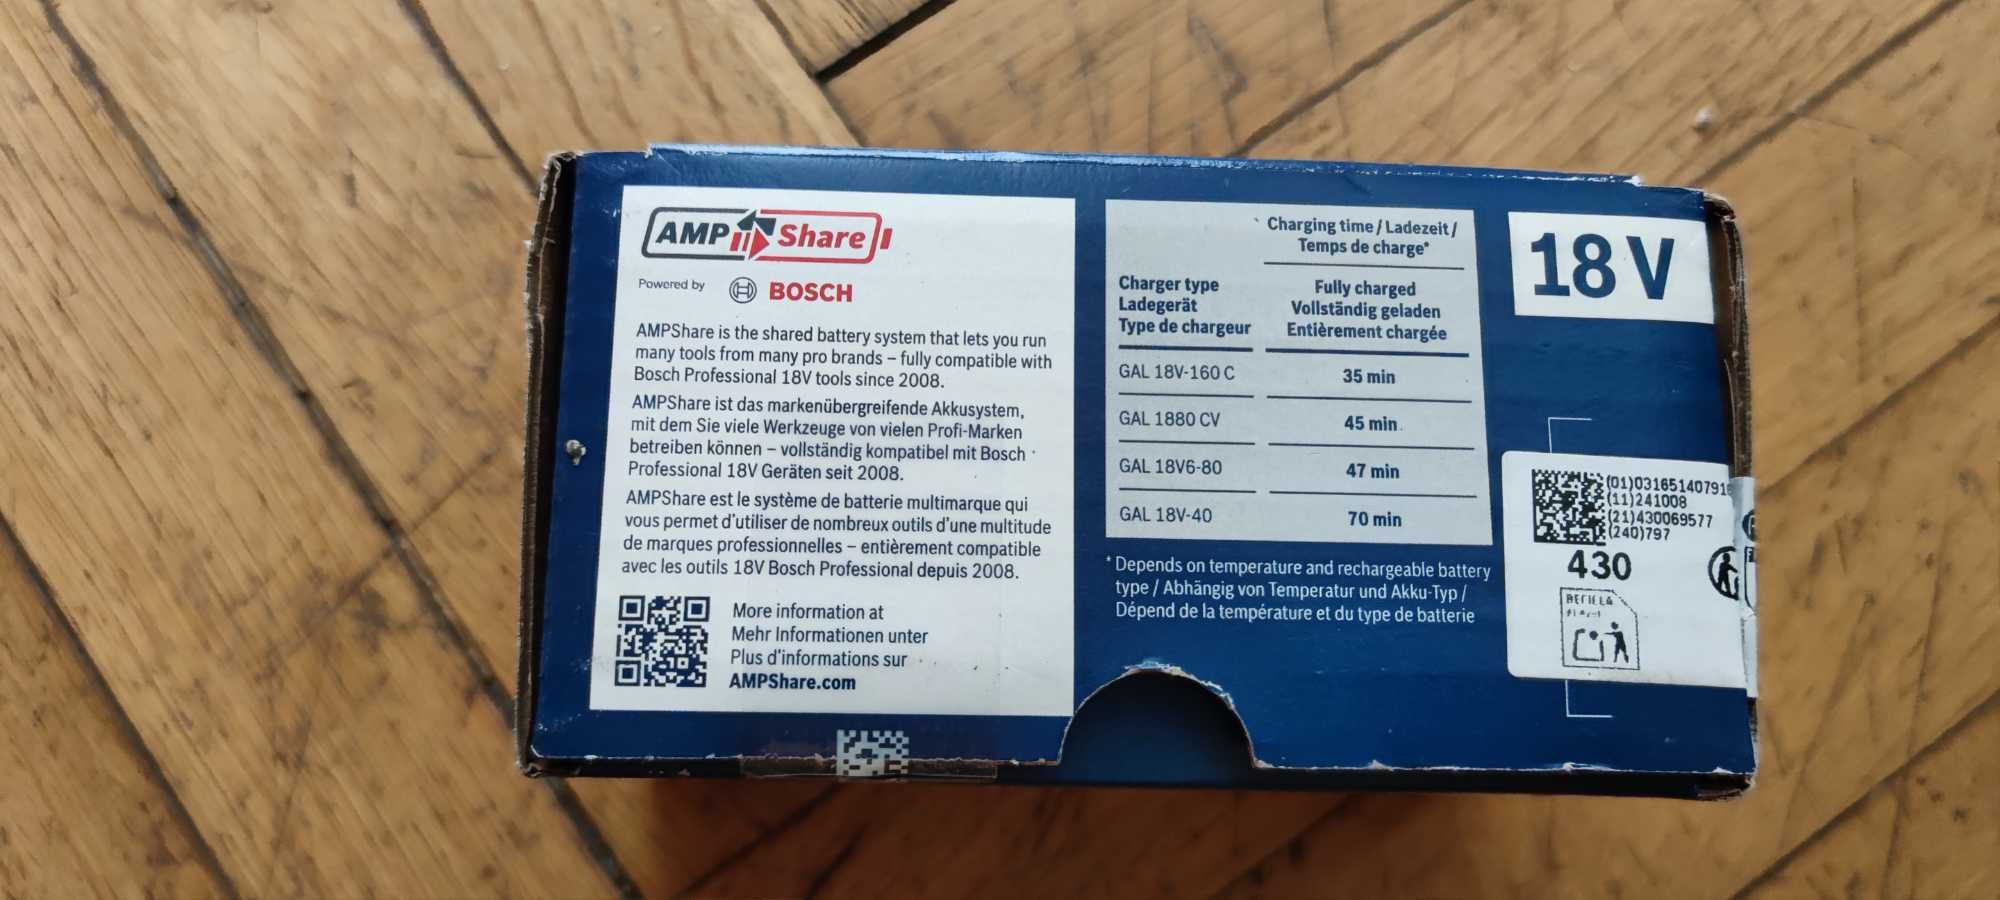 AMP Share
Powered by BOSCH
AMPShare is the shared battery system that lets you run
many tools from many pro brands – fully compatible with
Bosch Professional 18V tools since 2008.
AMPShare ist das markenübergreifende Akkusystem,
mit dem Sie viele Werkzeuge von vielen Profi-Marken
betreiben können – vollständig kompatibel mit Bosch
Professional 18V Geräten seit 2008.
AMPShare est le système de batterie multimarque qui
vous permet d'utiliser de nombreux outils d'une multitude
de marques professionnelles – entièrement compatible
avec les outils 18V Bosch Professional depuis 2008.
More information at
Mehr Informationen unter
Plus d'informations sur
AMPShare.com
Charging time / Ladezeit /
Temps de charge*
Charger type
Ladegerät
Type de chargeur
Fully charged
Vollständig geladen
Entièrement chargée
GAL 18V-160 C 35 min
GAL 1880 CV 45 min
GAL 18V6-80 47 min
GAL 18V-40 70 min
* Depends on temperature and rechargeable battery
type / Abhängig von Temperatur und Akku-Typ /
Dépend de la température et du type de batterie
18 V
(11)241008
(21)430069577
(240)797
430